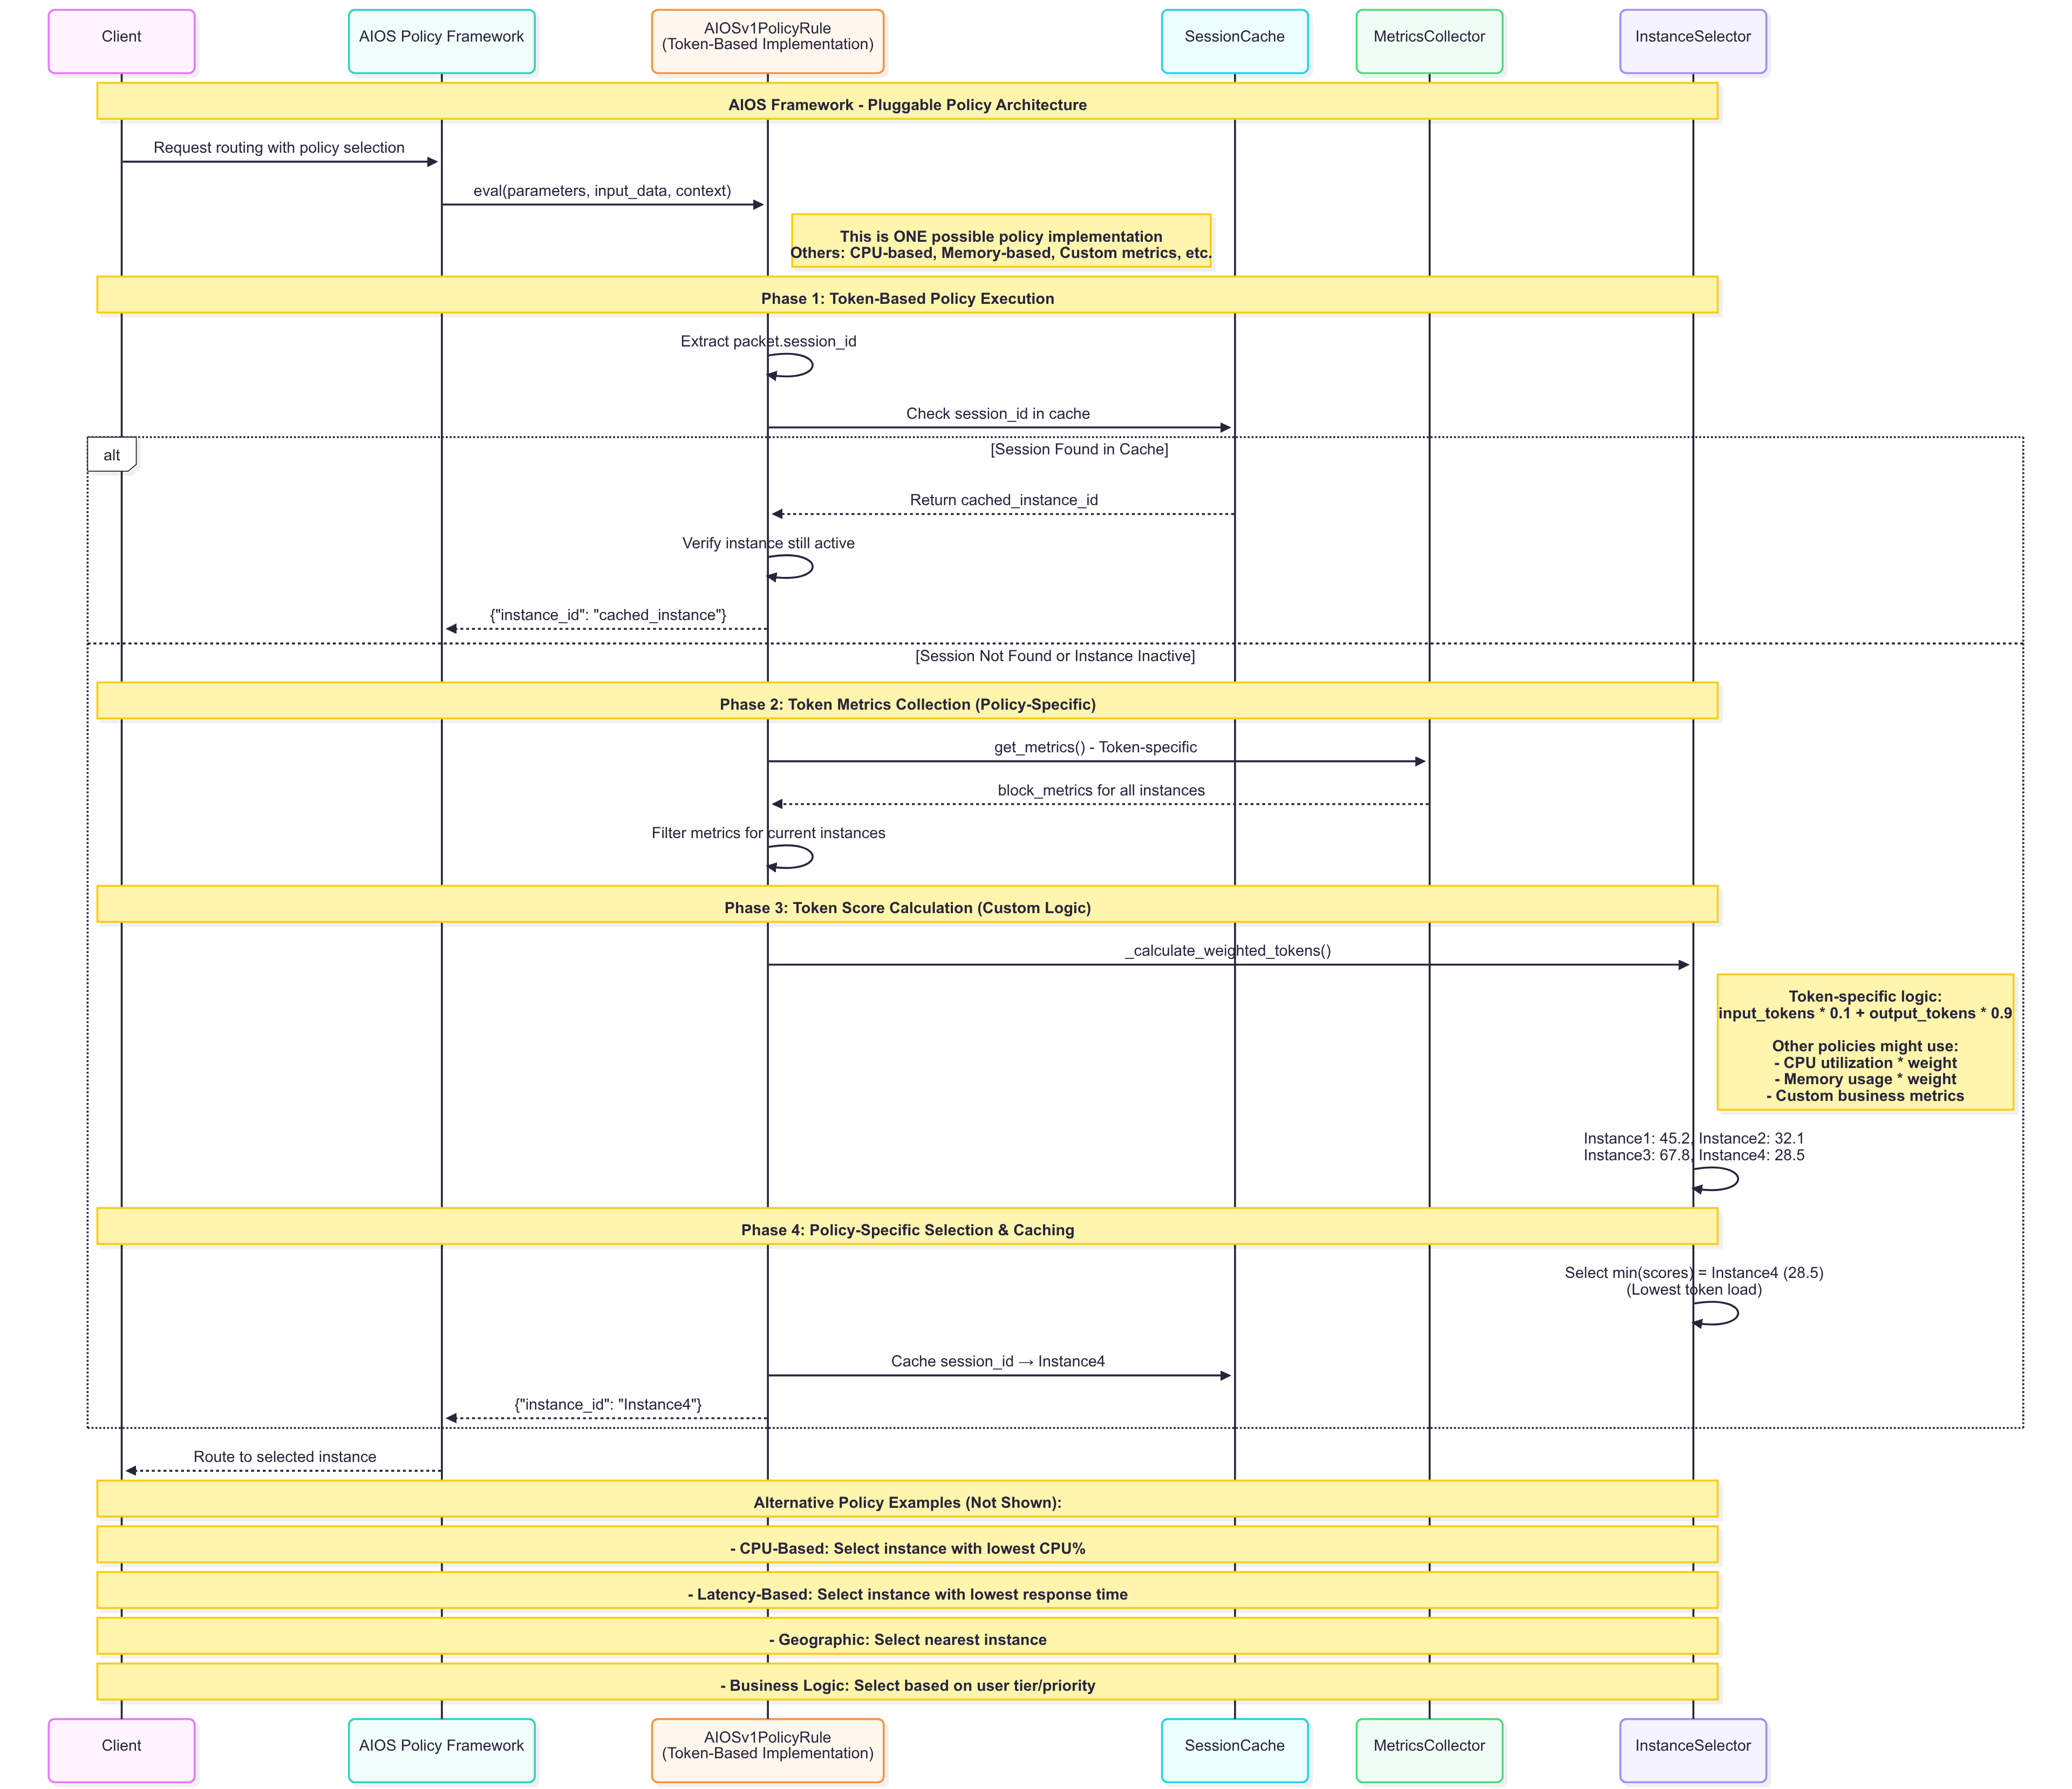 Client
AIOS Policy Framework
AIOSv1PolicyRule
(Token-Based Implementation)
SessionCache
MetricsCollector
InstanceSelector
AIOS Framework - Pluggable Policy Architecture
Request routing with policy selection
eval(parameters, input_data, context)
This is ONE possible policy implementation
Others: CPU-based, Memory-based, Custom metrics, etc.
Phase 1: Token-Based Policy Execution
Extract packet.session_id
Check session_id in cache
alt
[Session Found in Cache]
Return cached_instance_id
Verify instance still active
{"instance_id": "cached_instance"}
[Session Not Found or Instance Inactive]
Phase 2: Token Metrics Collection (Policy-Specific)
get_metrics() - Token-specific
block_metrics for all instances
Filter metrics for current instances
Phase 3: Token Score Calculation (Custom Logic)
_calculate_weighted_tokens()
Token-specific logic:
input_tokens * 0.1 + output_tokens * 0.9
Other policies might use:
- CPU utilization * weight
- Memory usage * weight
- Custom business metrics
Instance1: 45.2, Instance2: 32.1
Instance3: 67.8, Instance4: 28.5
Phase 4: Policy-Specific Selection & Caching
Select min(scores) = Instance4 (28.5)
(Lowest token load)
Cache session_id → Instance4
{"instance_id": "Instance4"}
Route to selected instance
Alternative Policy Examples (Not Shown):
- CPU-Based: Select instance with lowest CPU%
- Latency-Based: Select instance with lowest response time
- Geographic: Select nearest instance
- Business Logic: Select based on user tier/priority
Client
AIOS Policy Framework
AIOSv1PolicyRule
(Token-Based Implementation)
SessionCache
MetricsCollector
InstanceSelector